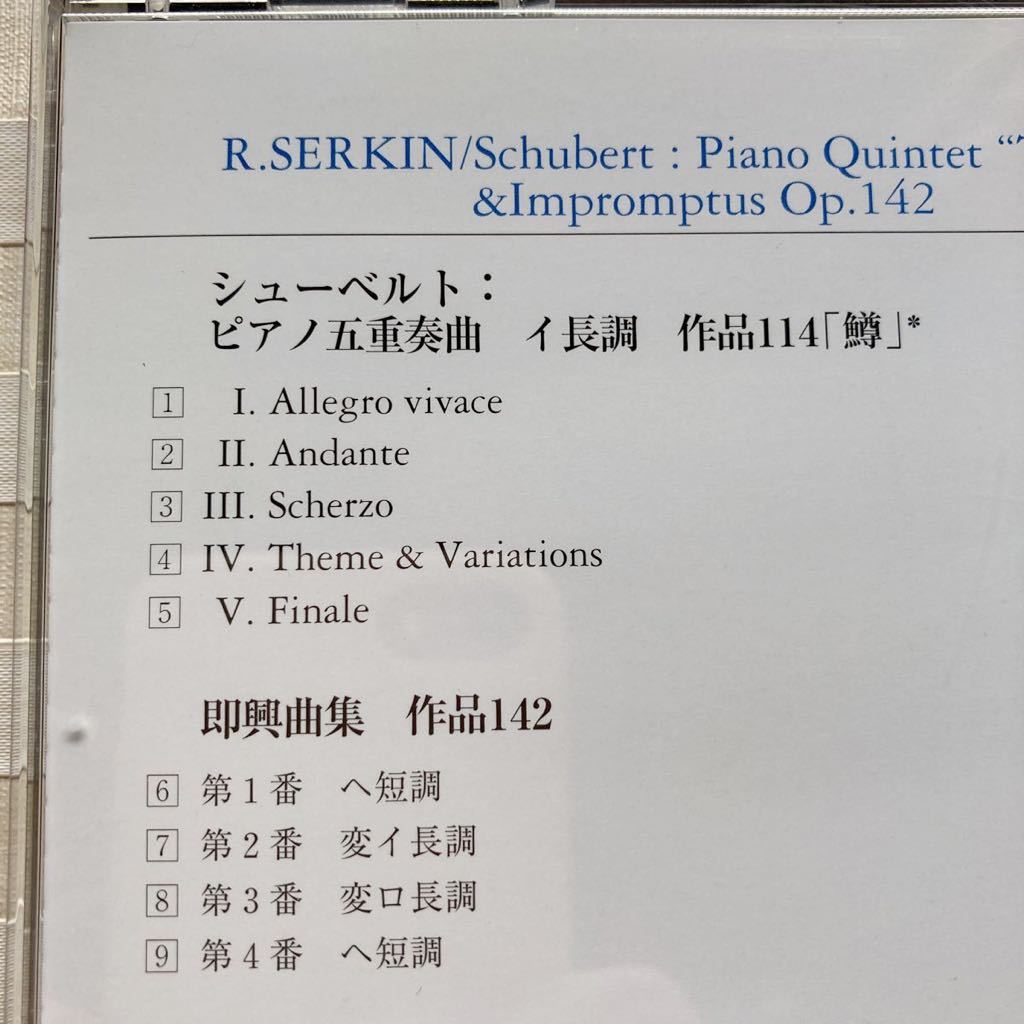 R.SERKIN/Schubert : Piano Quintet “
&Impromptus Op.142
シューベルト：
ピアノ五重奏曲　イ長調　作品114「鱒」*
1 I. Allegro vivace
2 II. Andante
3 III. Scherzo
4 IV. Theme & Variations
5 V. Finale
即興曲集　作品142
6 第1番　ヘ短調
7 第2番　変イ長調
8 第3番　変ロ長調
9 第4番　ヘ短調